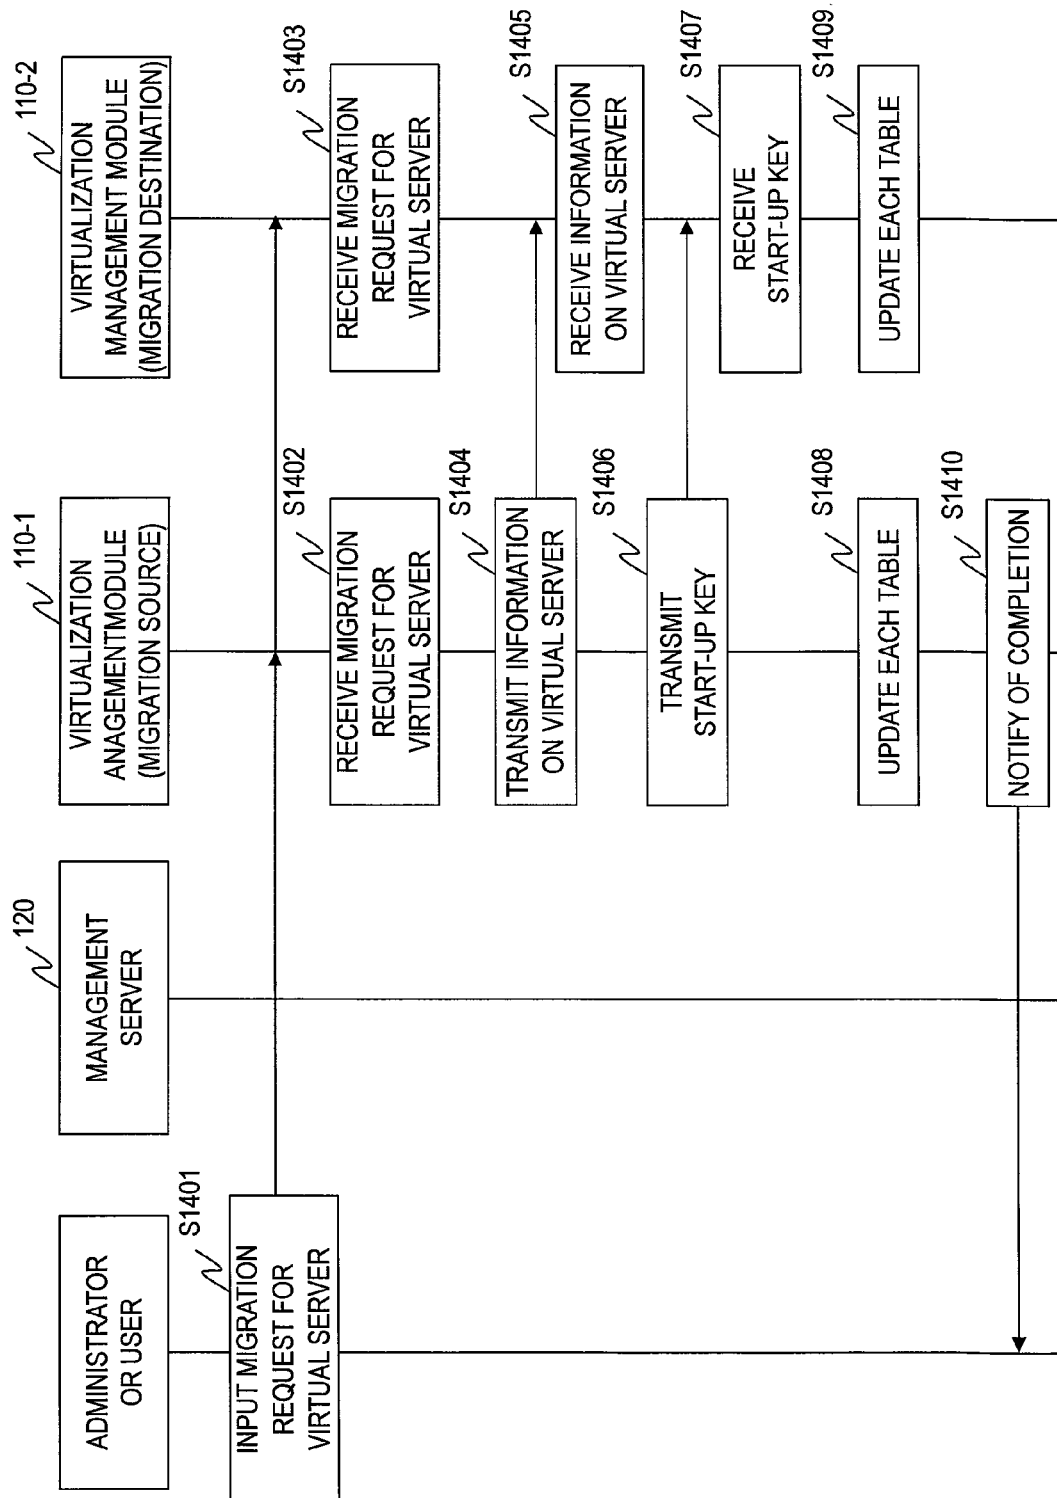 ADMINISTRATOR
OR USER
120
MANAGEMENT
SERVER
110-1
VIRTUALIZATION
ANAGEMENTMODULE
(MIGRATION SOURCE)
110-2
VIRTUALIZATION
MANAGEMENT MODULE
(MIGRATION DESTINATION)
S1401
INPUT MIGRATION
REQUEST FOR
VIRTUAL SERVER
S1402
RECEIVE MIGRATION
REQUEST FOR
VIRTUAL SERVER
S1403
RECEIVE MIGRATION
REQUEST FOR
VIRTUAL SERVER
S1404
TRANSMIT INFORMATION
ON VIRTUAL SERVER
S1405
RECEIVE INFORMATION
ON VIRTUAL SERVER
S1406
TRANSMIT
START-UP KEY
S1407
RECEIVE
START-UP KEY
S1408
UPDATE EACH TABLE
S1409
UPDATE EACH TABLE
S1410
NOTIFY OF COMPLETION